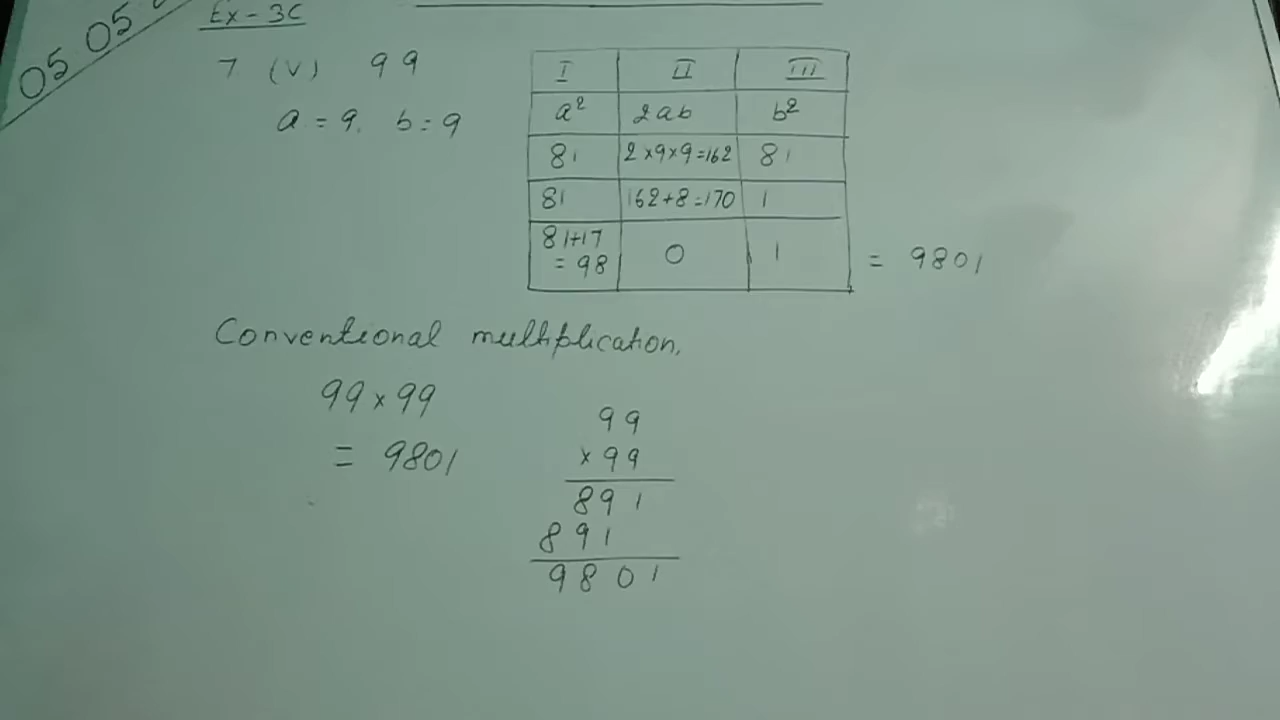 05 05
Ex - 3C
7 (v) 99
a = 9. b = 9
I II III
a² 2ab b²
81 2×9×9=162 81
81 162+8=170 1
81+17
= 98 0 1 = 9801
Conventional multiplication,
99 × 99
= 9801
99
× 99
891
891
9801